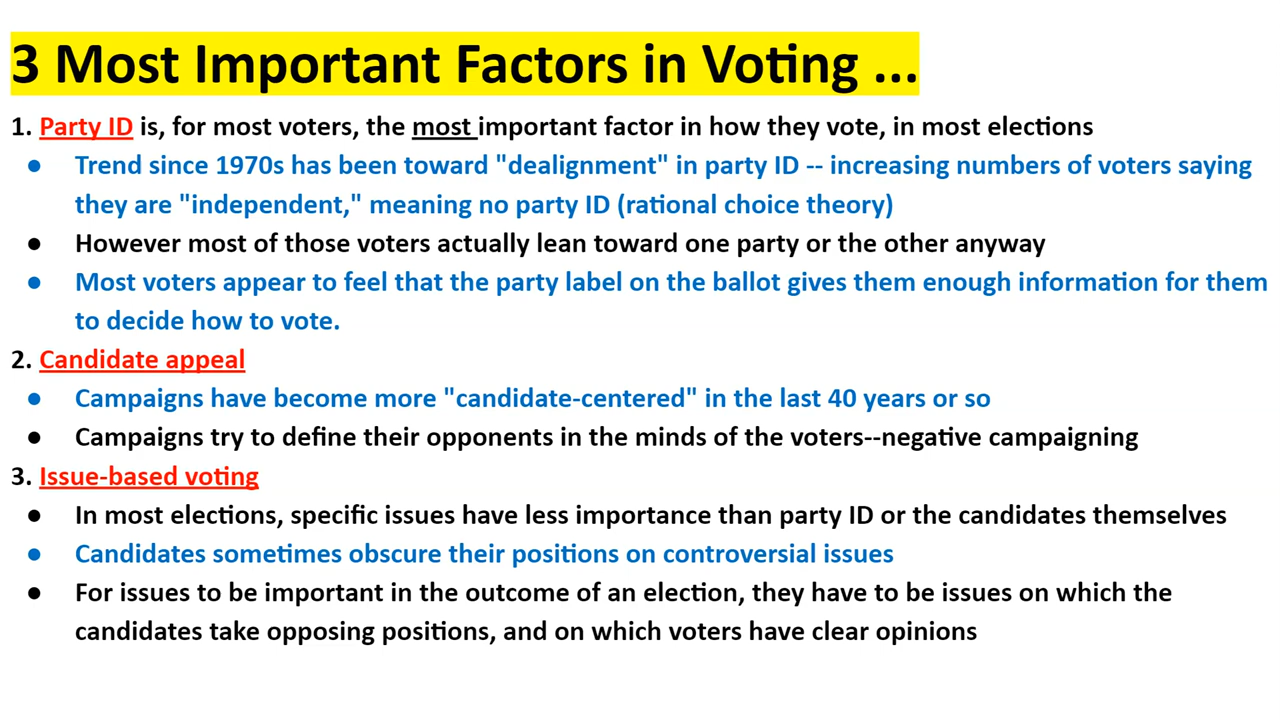 3 Most Important Factors in Voting ...
1. Party ID is, for most voters, the most important factor in how they vote, in most elections
● Trend since 1970s has been toward "dealignment" in party ID -- increasing numbers of voters saying
they are "independent," meaning no party ID (rational choice theory)
● However most of those voters actually lean toward one party or the other anyway
● Most voters appear to feel that the party label on the ballot gives them enough information for them
to decide how to vote.
2. Candidate appeal
● Campaigns have become more "candidate-centered" in the last 40 years or so
● Campaigns try to define their opponents in the minds of the voters--negative campaigning
3. Issue-based voting
● In most elections, specific issues have less importance than party ID or the candidates themselves
● Candidates sometimes obscure their positions on controversial issues
● For issues to be important in the outcome of an election, they have to be issues on which the
candidates take opposing positions, and on which voters have clear opinions